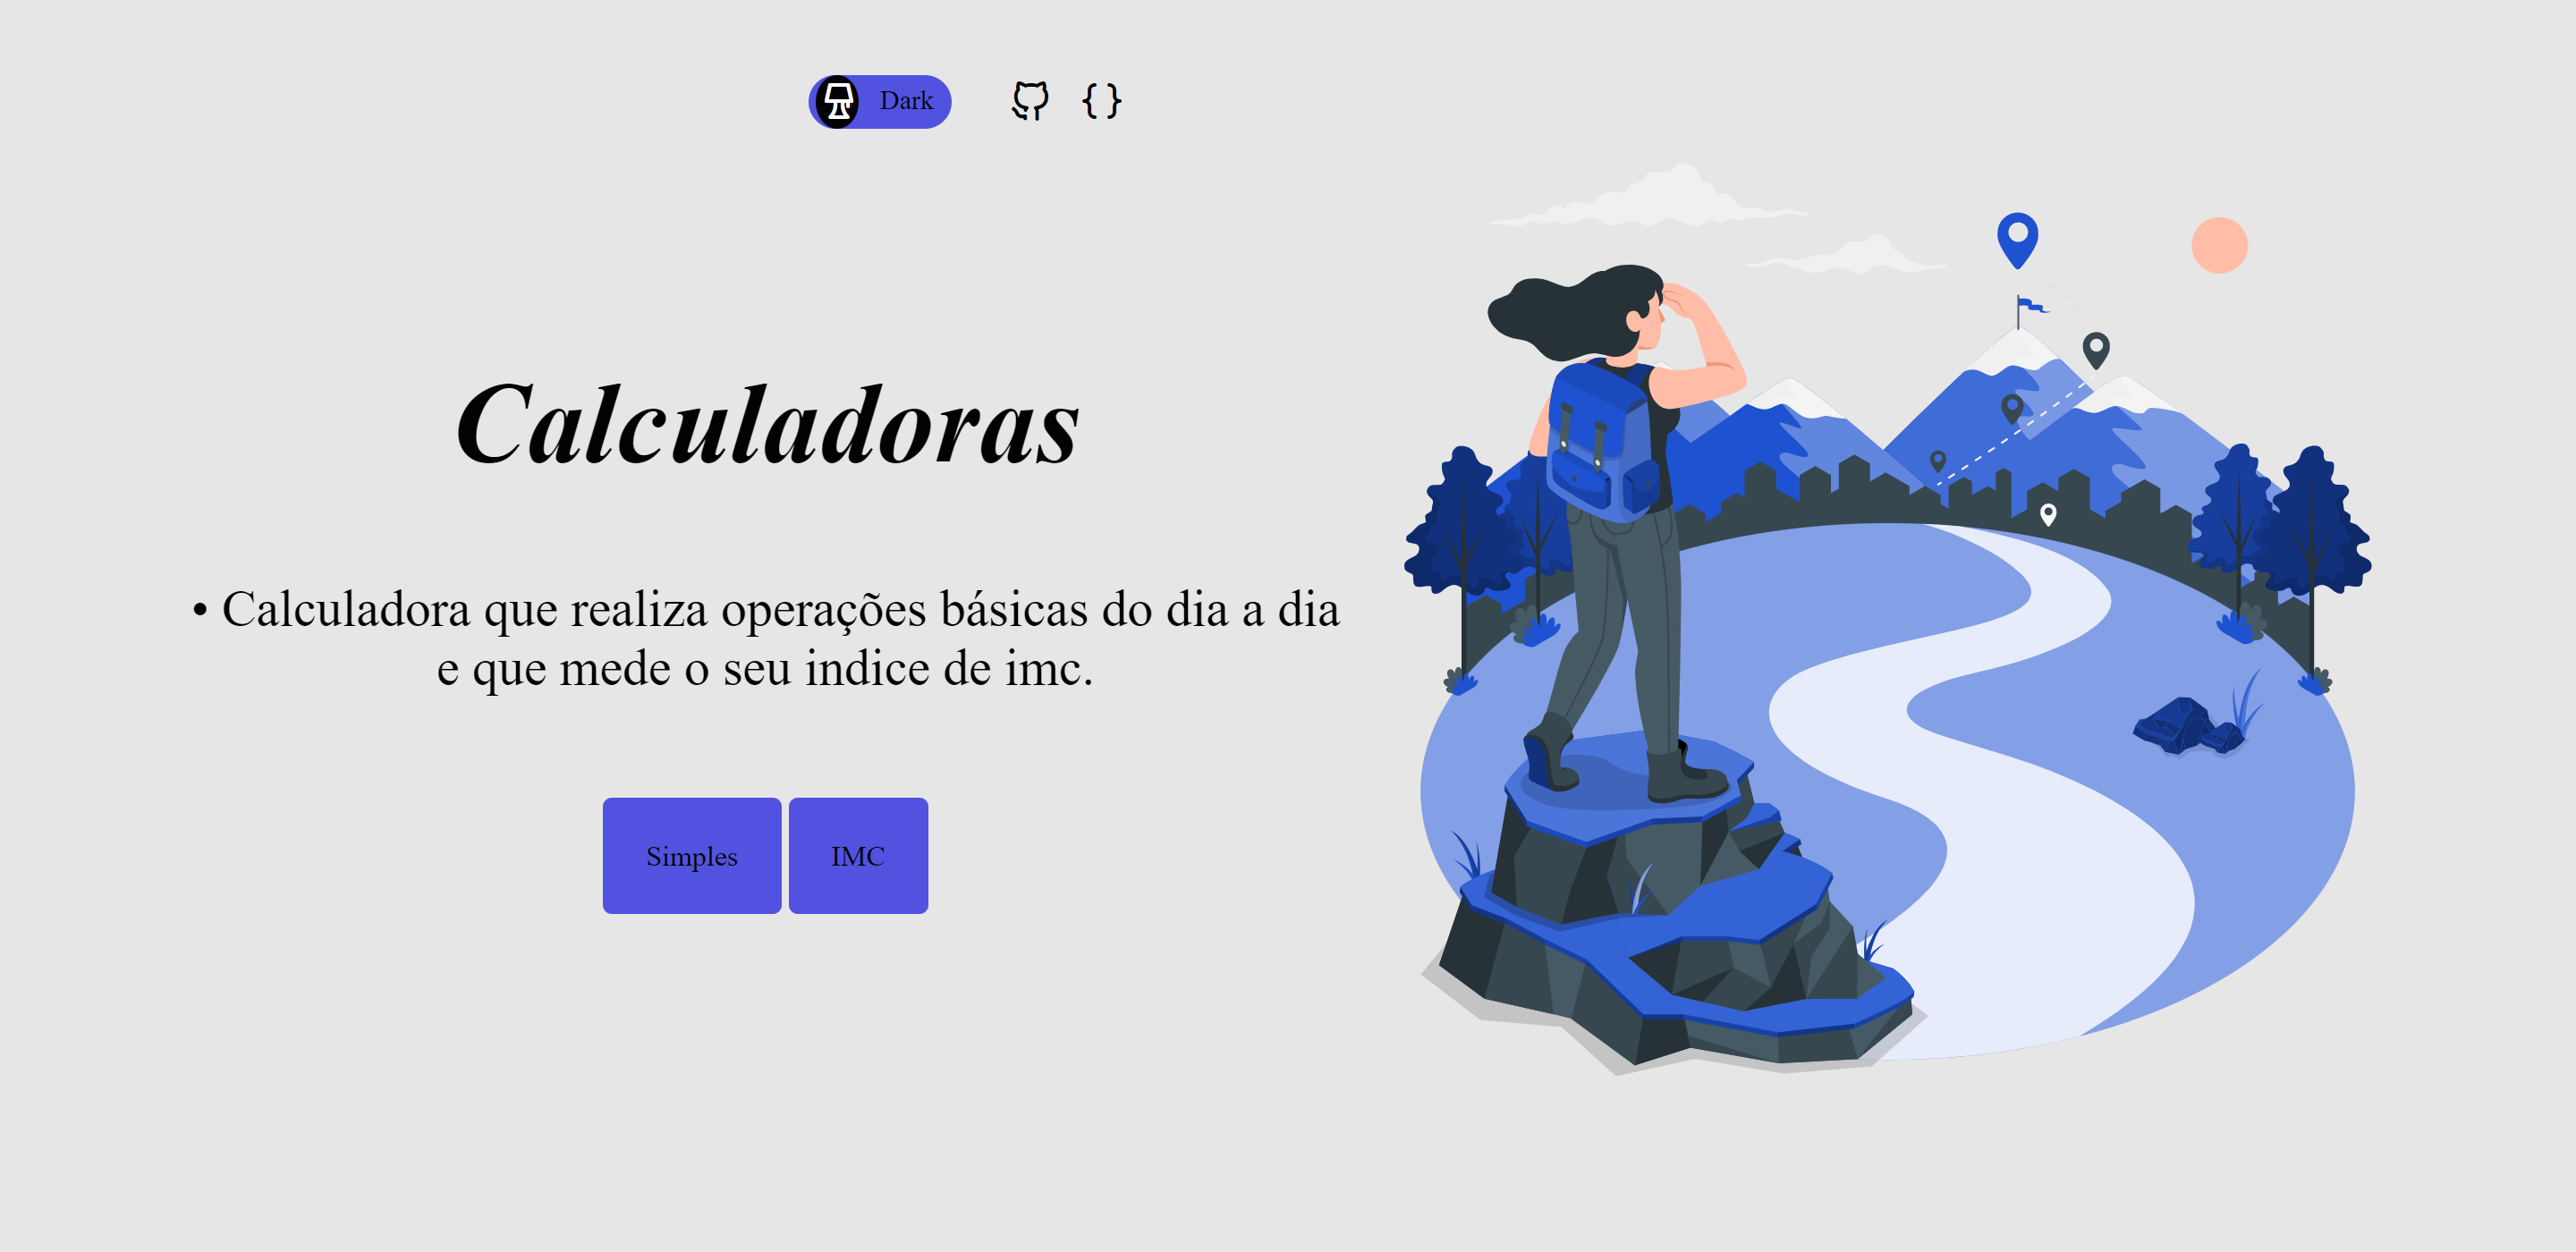 Dark
{ }
Calculadoras
• Calculadora que realiza operações básicas do dia a dia
e que mede o seu indice de imc.
Simples
IMC